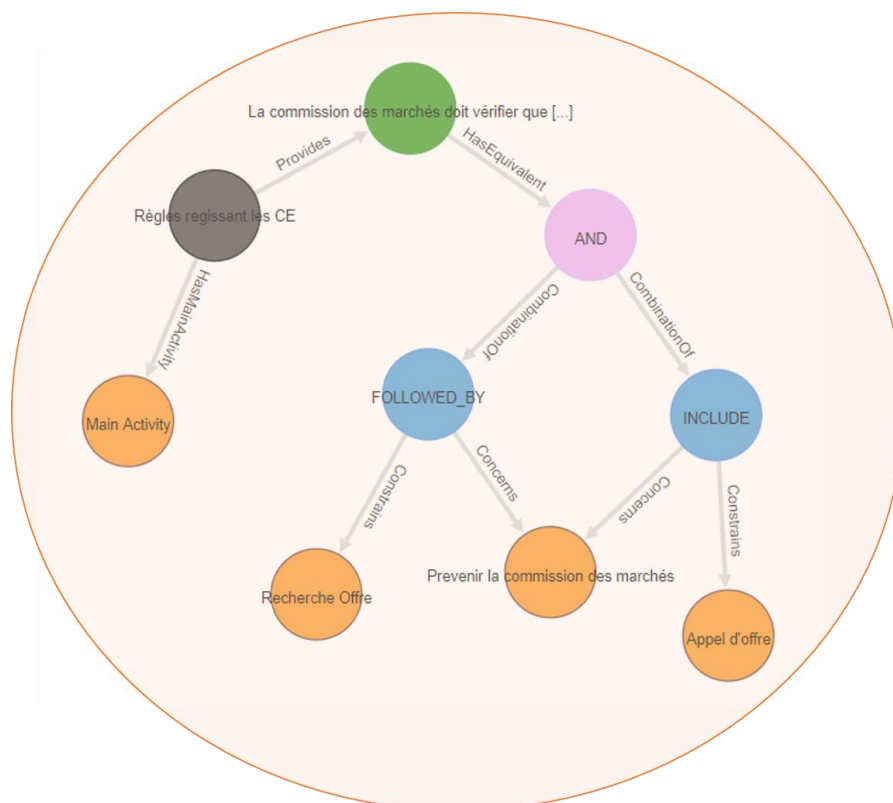 La commission des marchés doit vérifier que [...]
Provides
HasEquivalent
Règles regissant les CE
AND
HasMainActivity
CombinationOf
CombinationOf
Main Activity
FOLLOWED_BY
INCLUDE
Constrains
Concerns
Concerns
Constrains
Recherche Offre
Prevenir la commission des marchés
Appel d'offre